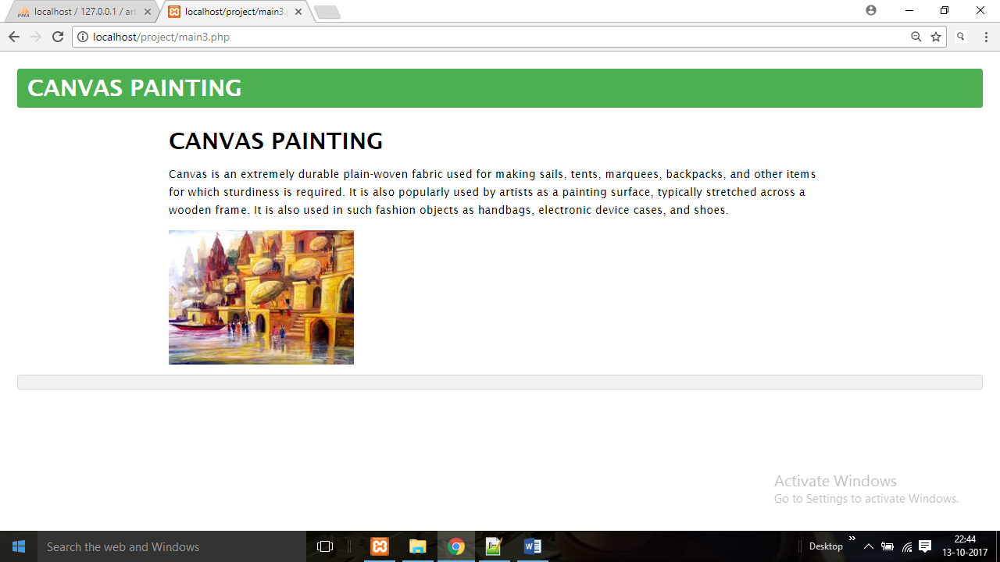 localhost / 127.0.0.1 / art
localhost/project/main3.p
localhost/project/main3.php
CANVAS PAINTING
CANVAS PAINTING
Canvas is an extremely durable plain-woven fabric used for making sails, tents, marquees, backpacks, and other items
for which sturdiness is required. It is also popularly used by artists as a painting surface, typically stretched across a
wooden frame. It is also used in such fashion objects as handbags, electronic device cases, and shoes.
Activate Windows
Go to Settings to activate Windows.
Search the web and Windows
Desktop
22:44
13-10-2017